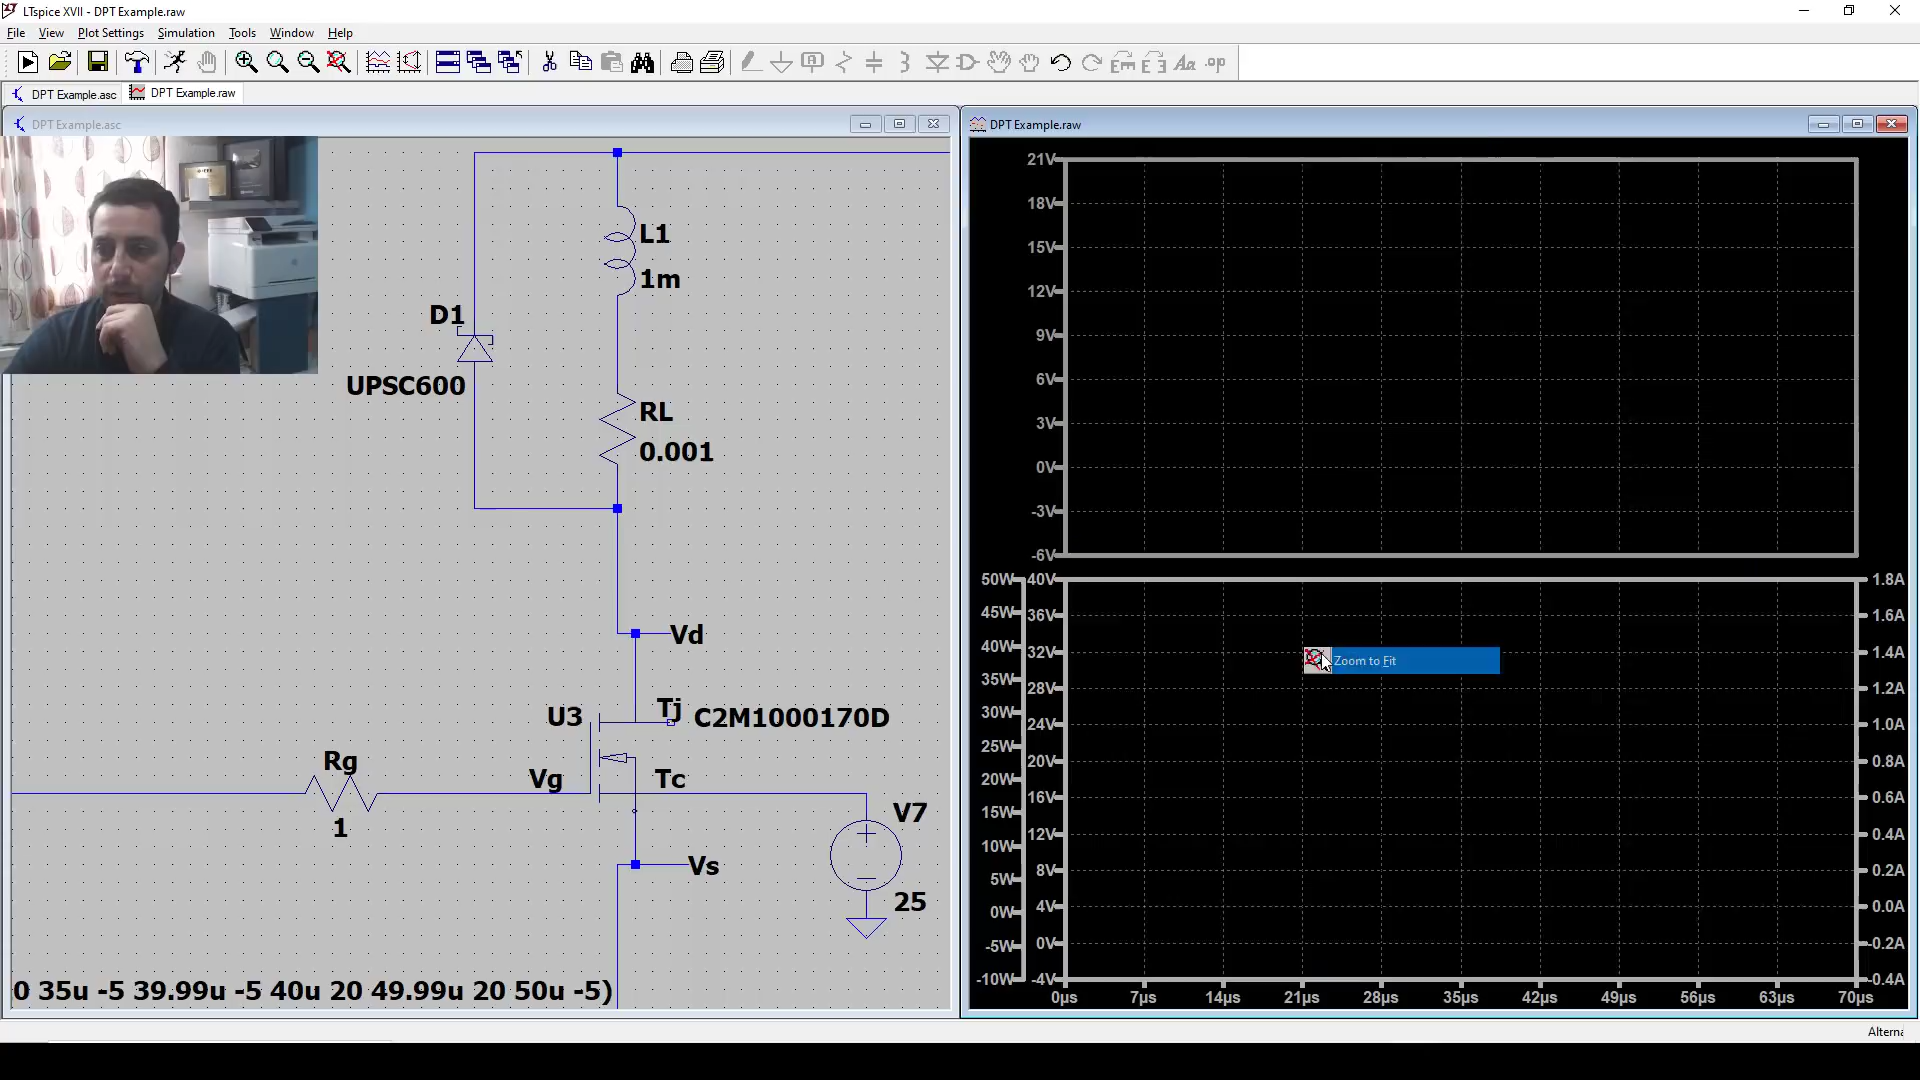 LTspice XVII - DPT Example.raw
File View Plot Settings Simulation Tools Window Help
DPT Example.asc DPT Example.raw
DPT Example.asc
L1
1m
D1
UPSC600
RL
0.001
Vd
U3
Tj
C2M1000170D
Rg
Vg
Tc
1
V7
Vs
25
0 35u -5 39.99u -5 40u 20 49.99u 20 50u -5)
DPT Example.raw
21V
18V
15V
12V
9V
6V
3V
0V
-3V
-6V
50W 40V 1.8A
45W 36V 1.6A
40W 32V 1.4A
35W 28V 1.2A
30W 24V 1.0A
25W 20V 0.8A
20W 16V 0.6A
15W 12V 0.4A
10W 8V 0.2A
5W 4V 0.0A
0W 0V -0.2A
-5W -4V -0.4A
-10W
Zoom to Fit
0µs 7µs 14µs 21µs 28µs 35µs 42µs 49µs 56µs 63µs 70µs
Alterna